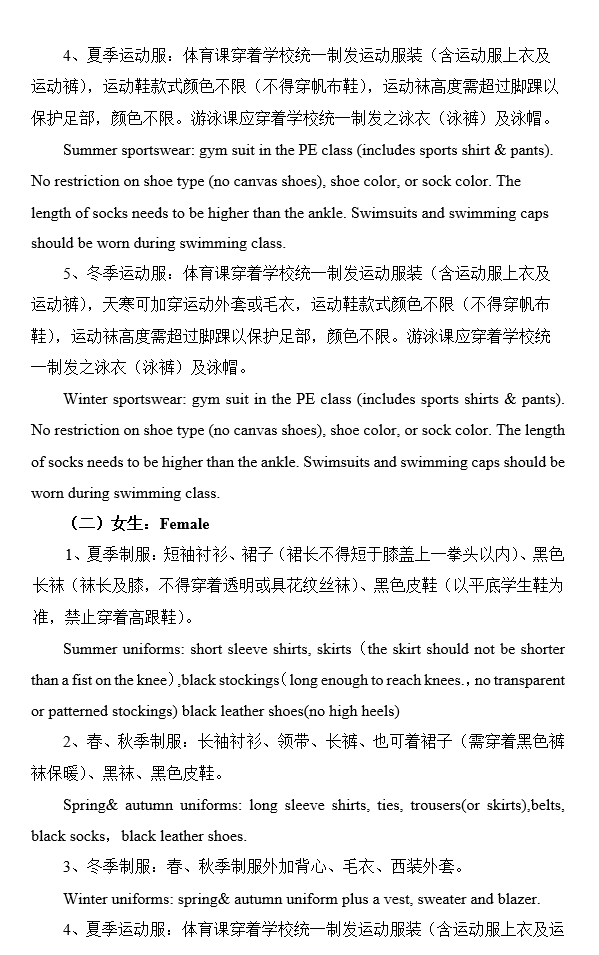 4、夏季运动服：体育课穿着学校统一制发运动服装（含运动服上衣及
运动裤），运动鞋款式颜色不限（不得穿帆布鞋），运动袜高度需超过脚踝以
保护足部，颜色不限。游泳课应穿着学校统一制发之泳衣（泳裤）及泳帽。
Summer sportswear: gym suit in the PE class (includes sports shirt & pants).
No restriction on shoe type (no canvas shoes), shoe color, or sock color. The
length of socks needs to be higher than the ankle. Swimsuits and swimming caps
should be worn during swimming class.
5、冬季运动服：体育课穿着学校统一制发运动服装（含运动服上衣及
运动裤），天寒可加穿运动外套或毛衣，运动鞋款式颜色不限（不得穿帆布
鞋），运动袜高度需超过脚踝以保护足部，颜色不限。游泳课应穿着学校统
一制发之泳衣（泳裤）及泳帽。
Winter sportswear: gym suit in the PE class (includes sports shirts & pants).
No restriction on shoe type (no canvas shoes), shoe color, or sock color. The length
of socks needs to be higher than the ankle. Swimsuits and swimming caps should be
worn during swimming class.
（二）女生：Female
1、夏季制服：短袖衬衫、裙子（裙长不得短于膝盖上一拳头以内）、黑色
长袜（袜长及膝，不得穿着透明或具花纹丝袜）、黑色皮鞋（以平底学生鞋为
准，禁止穿着高跟鞋）。
Summer uniforms: short sleeve shirts, skirts（the skirt should not be shorter
than a fist on the knee）,black stockings（long enough to reach knees.，no transparent
or patterned stockings) black leather shoes(no high heels)
2、春、秋季制服：长袖衬衫、领带、长裤、也可着裙子（需穿着黑色裤
袜保暖）、黑袜、黑色皮鞋。
Spring& autumn uniforms: long sleeve shirts, ties, trousers(or skirts),belts,
black socks，black leather shoes.
3、冬季制服：春、秋季制服外加背心、毛衣、西装外套。
Winter uniforms: spring& autumn uniform plus a vest, sweater and blazer.
4、夏季运动服：体育课穿着学校统一制发运动服装（含运动服上衣及运